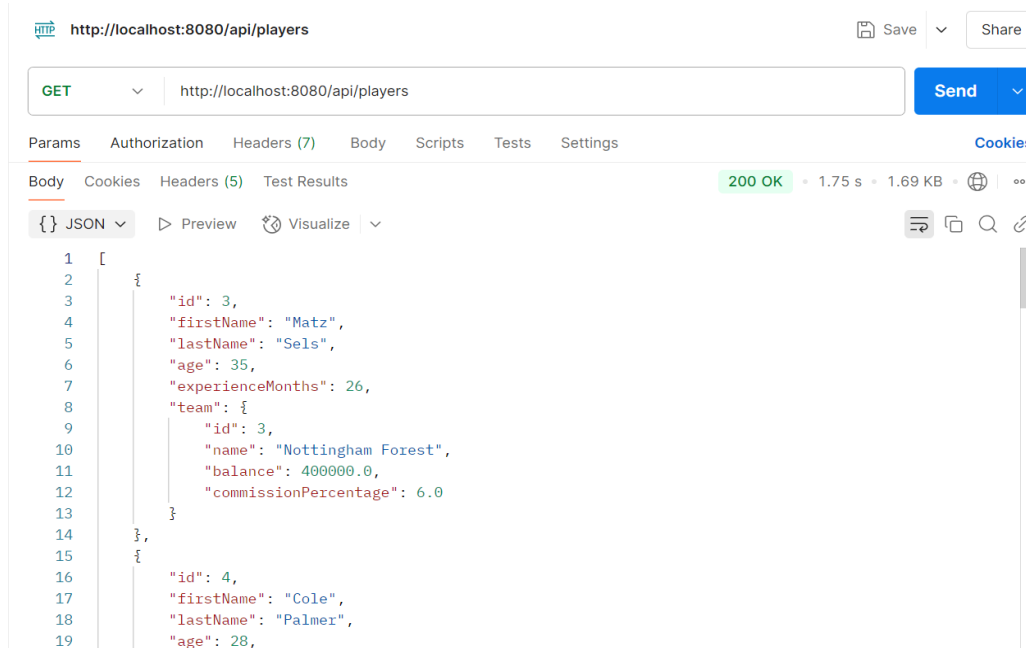 HTTP http://localhost:8080/api/players Save Share
GET http://localhost:8080/api/players Send
Params Authorization Headers (7) Body Scripts Tests Settings Cookies
Body Cookies Headers (5) Test Results 200 OK • 1.75 s • 1.69 KB •
{} JSON Preview Visualize
1 [
2 {
3 "id": 3,
4 "firstName": "Matz",
5 "lastName": "Sels",
6 "age": 35,
7 "experienceMonths": 26,
8 "team": {
9 "id": 3,
10 "name": "Nottingham Forest",
11 "balance": 400000.0,
12 "commissionPercentage": 6.0
13 }
14 },
15 {
16 "id": 4,
17 "firstName": "Cole",
18 "lastName": "Palmer",
19 "age": 28,